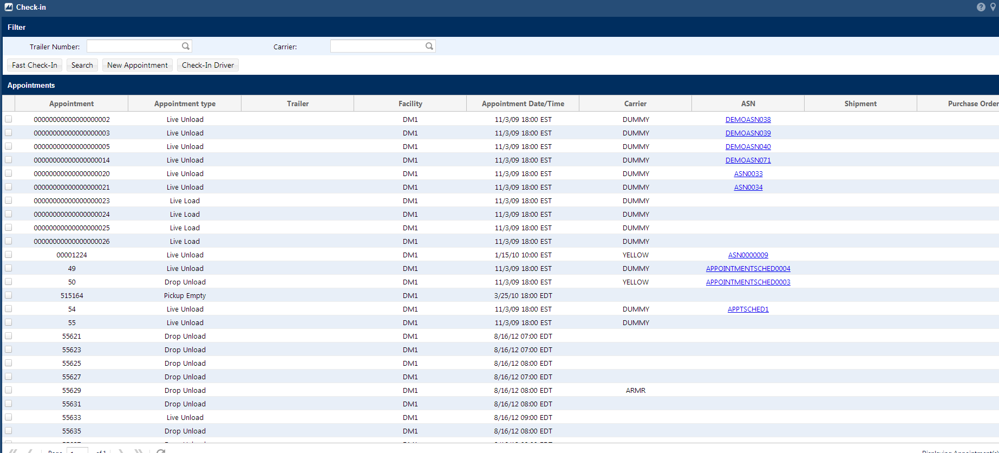 Check-in
Filter
Trailer Number: Carrier:
Fast Check-In Search New Appointment Check-In Driver
Appointments
Appointment Appointment type Trailer Facility Appointment Date/Time Carrier ASN Shipment Purchase Order
00000000000000000002 Live Unload DM1 11/3/09 18:00 EST DUMMY DEMOASN038
00000000000000000003 Live Unload DM1 11/3/09 18:00 EST DUMMY DEMOASN039
00000000000000000005 Live Unload DM1 11/3/09 18:00 EST DUMMY DEMOASN040
00000000000000000014 Live Unload DM1 11/3/09 18:00 EST DUMMY DEMOASN071
00000000000000000020 Live Unload DM1 11/3/09 18:00 EST DUMMY ASN0033
00000000000000000021 Live Unload DM1 11/3/09 18:00 EST DUMMY ASN0034
00000000000000000023 Live Load DM1 11/3/09 18:00 EST DUMMY
00000000000000000024 Live Load DM1 11/3/09 18:00 EST DUMMY
00000000000000000025 Live Load DM1 11/3/09 18:00 EST DUMMY
00000000000000000026 Live Load DM1 11/3/09 18:00 EST DUMMY
00001224 Live Unload DM1 1/15/10 10:00 EST YELLOW ASN0000009
49 Live Unload DM1 11/3/09 18:00 EST DUMMY APPOINTMENTSCHED0004
50 Drop Unload DM1 11/3/09 18:00 EST YELLOW APPOINTMENTSCHED0003
515164 Pickup Empty DM1 3/25/10 18:00 EDT
54 Live Unload DM1 11/3/09 18:00 EST DUMMY APPTSCHED1
55 Live Unload DM1 11/3/09 18:00 EST DUMMY
55621 Drop Unload DM1 8/16/12 07:00 EDT
55623 Drop Unload DM1 8/16/12 07:00 EDT
55625 Drop Unload DM1 8/16/12 08:00 EDT
55627 Drop Unload DM1 8/16/12 07:00 EDT
55629 Drop Unload DM1 8/16/12 08:00 EDT ARMR
55631 Drop Unload DM1 8/16/12 08:00 EDT
55633 Live Unload DM1 8/16/12 09:00 EDT
55635 Drop Unload DM1 8/16/12 08:00 EDT
Page 1 of 1 Displaying Appointment(s)